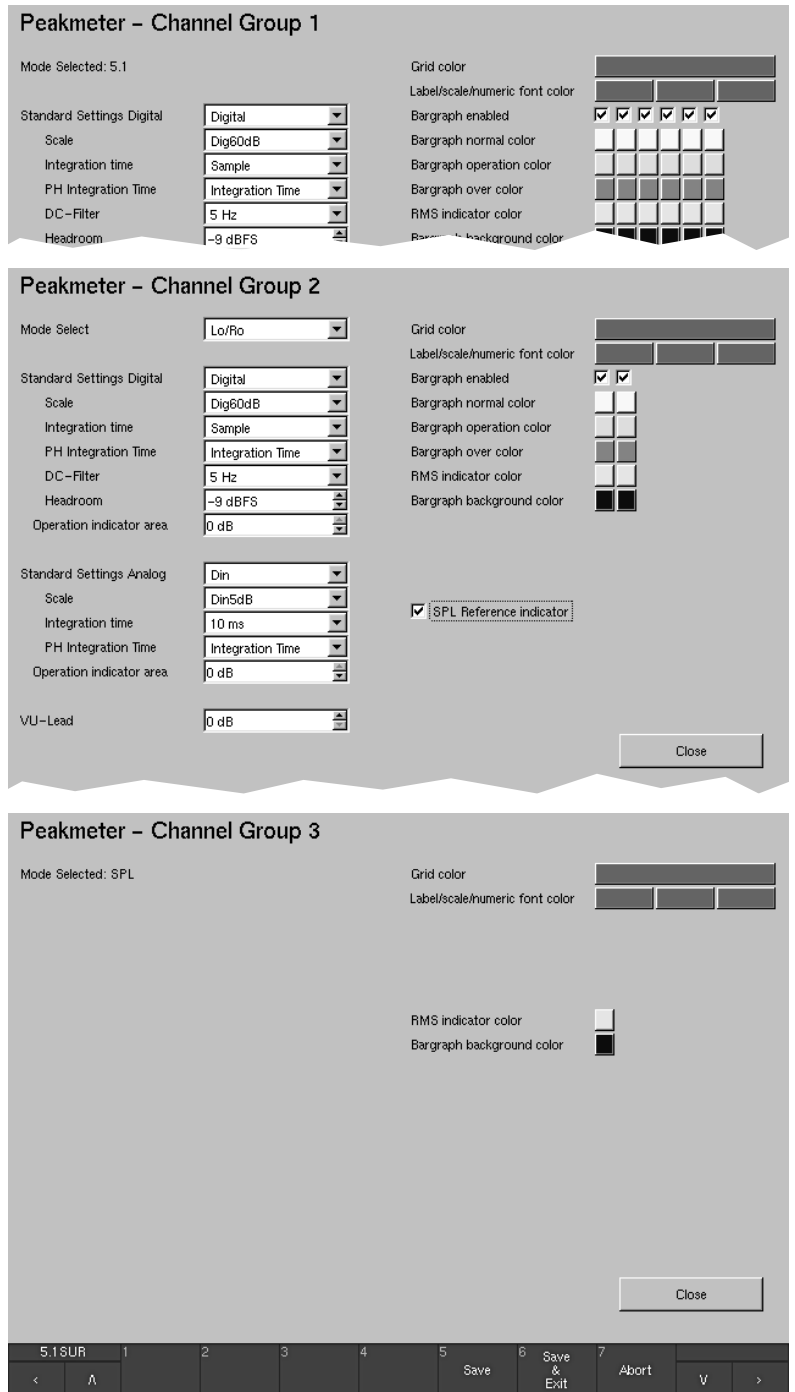 Peakmeter – Channel Group 1
Mode Selected: 5.1
Grid color
Label/scale/numeric font color
Standard Settings Digital Digital Bargraph enabled
Scale Dig60dB Bargraph normal color
Integration time Sample Bargraph operation color
PH Integration Time Integration Time Bargraph over color
DC-Filter 5 Hz RMS indicator color
Headroom -9 dBFS Bargraph background color
Peakmeter – Channel Group 2
Mode Select Lo/Ro Grid color
Label/scale/numeric font color
Standard Settings Digital Digital Bargraph enabled
Scale Dig60dB Bargraph normal color
Integration time Sample Bargraph operation color
PH Integration Time Integration Time Bargraph over color
DC-Filter 5 Hz RMS indicator color
Headroom -9 dBFS Bargraph background color
Operation indicator area 0 dB
Standard Settings Analog Din
Scale Din5dB SPL Reference indicator
Integration time 10 ms
PH Integration Time Integration Time
Operation indicator area 0 dB
VU-Lead 0 dB
Close
Peakmeter – Channel Group 3
Mode Selected: SPL Grid color
Label/scale/numeric font color
RMS indicator color
Bargraph background color
Close
5.1SUR 1 2 3 4 5 Save 6 Save & Exit 7 Abort
< Λ V >